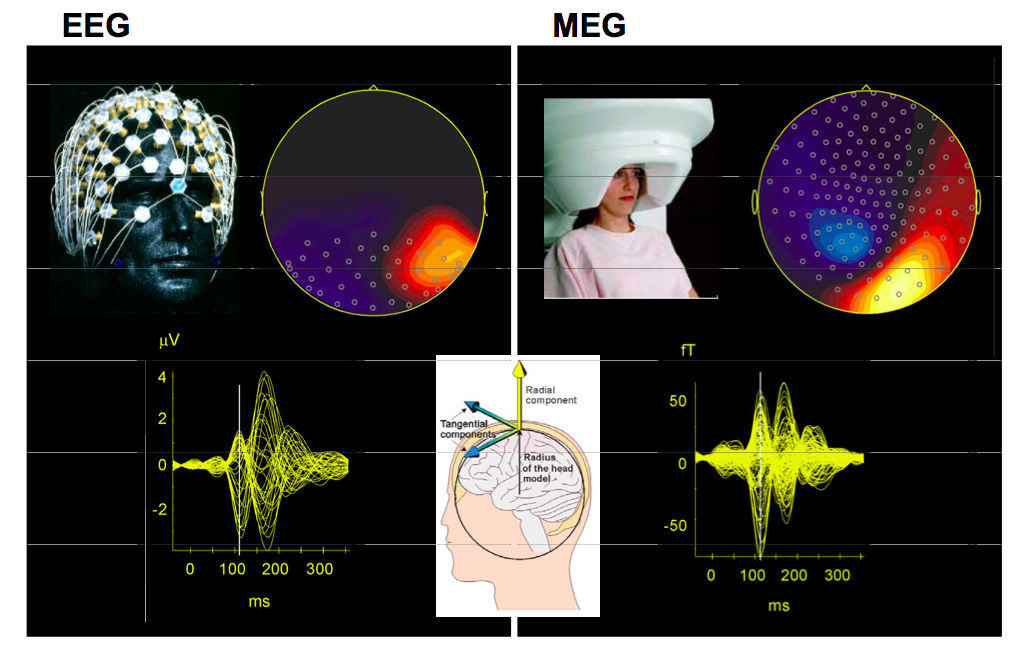 EEG
MEG
µV
4
2
0
-2
0 100 200 300
ms
Radial
component
Tangential
components
Radius
of the head
model
fT
50
0
-50
0 100 200 300
ms